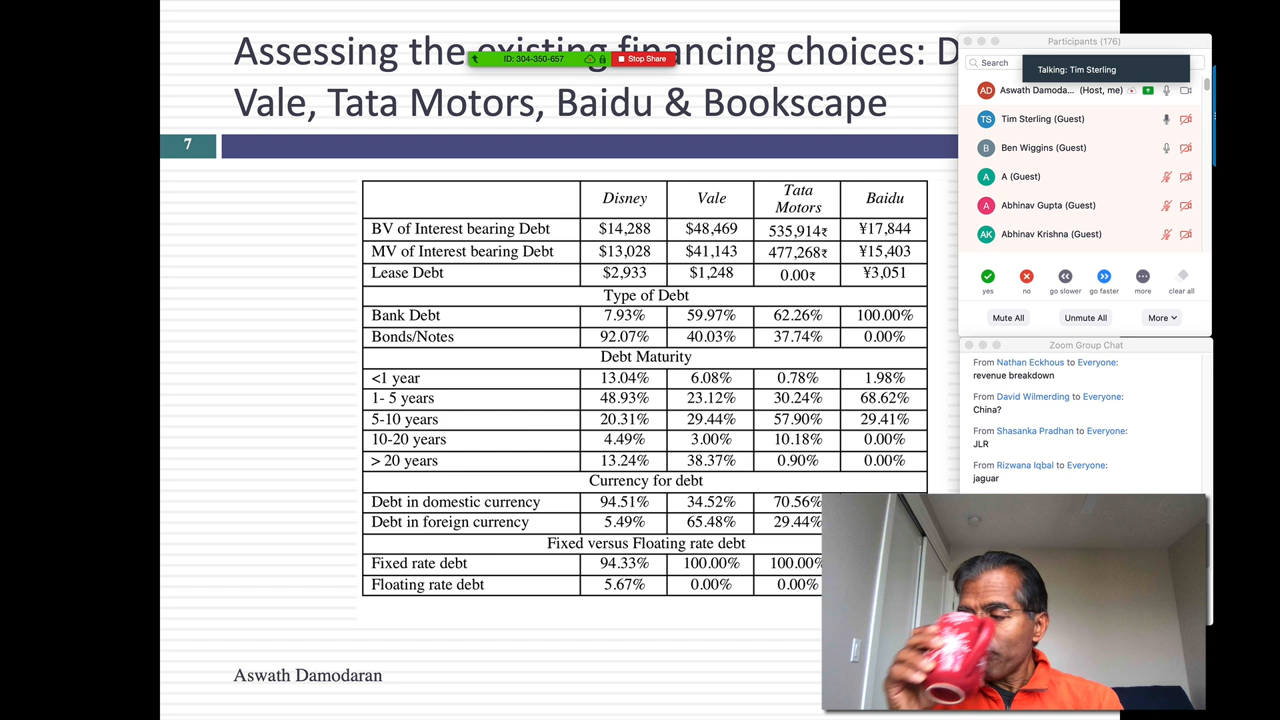 Assessing the existing financing choices: D
Vale, Tata Motors, Baidu & Bookscape
ID: 304-350-657 Stop Share
7
Disney Vale Tata Motors Baidu
BV of Interest bearing Debt $14,288 $48,469 535,914₹ ¥17,844
MV of Interest bearing Debt $13,028 $41,143 477,268₹ ¥15,403
Lease Debt $2,933 $1,248 0.00₹ ¥3,051
Type of Debt
Bank Debt 7.93% 59.97% 62.26% 100.00%
Bonds/Notes 92.07% 40.03% 37.74% 0.00%
Debt Maturity
<1 year 13.04% 6.08% 0.78% 1.98%
1- 5 years 48.93% 23.12% 30.24% 68.62%
5-10 years 20.31% 29.44% 57.90% 29.41%
10-20 years 4.49% 3.00% 10.18% 0.00%
> 20 years 13.24% 38.37% 0.90% 0.00%
Currency for debt
Debt in domestic currency 94.51% 34.52% 70.56%
Debt in foreign currency 5.49% 65.48% 29.44%
Fixed versus Floating rate debt
Fixed rate debt 94.33% 100.00% 100.00%
Floating rate debt 5.67% 0.00% 0.00%
Aswath Damodaran
Participants (176)
Search
Talking: Tim Sterling
AD Aswath Damoda... (Host, me)
TS Tim Sterling (Guest)
B Ben Wiggins (Guest)
A A (Guest)
A Abhinav Gupta (Guest)
AK Abhinav Krishna (Guest)
yes no go slower go faster more clear all
Mute All Unmute All More
Zoom Group Chat
From Nathan Eckhous to Everyone:
revenue breakdown
From David Wilmerding to Everyone:
China?
From Shasanka Pradhan to Everyone:
JLR
From Rizwana Iqbal to Everyone:
jaguar